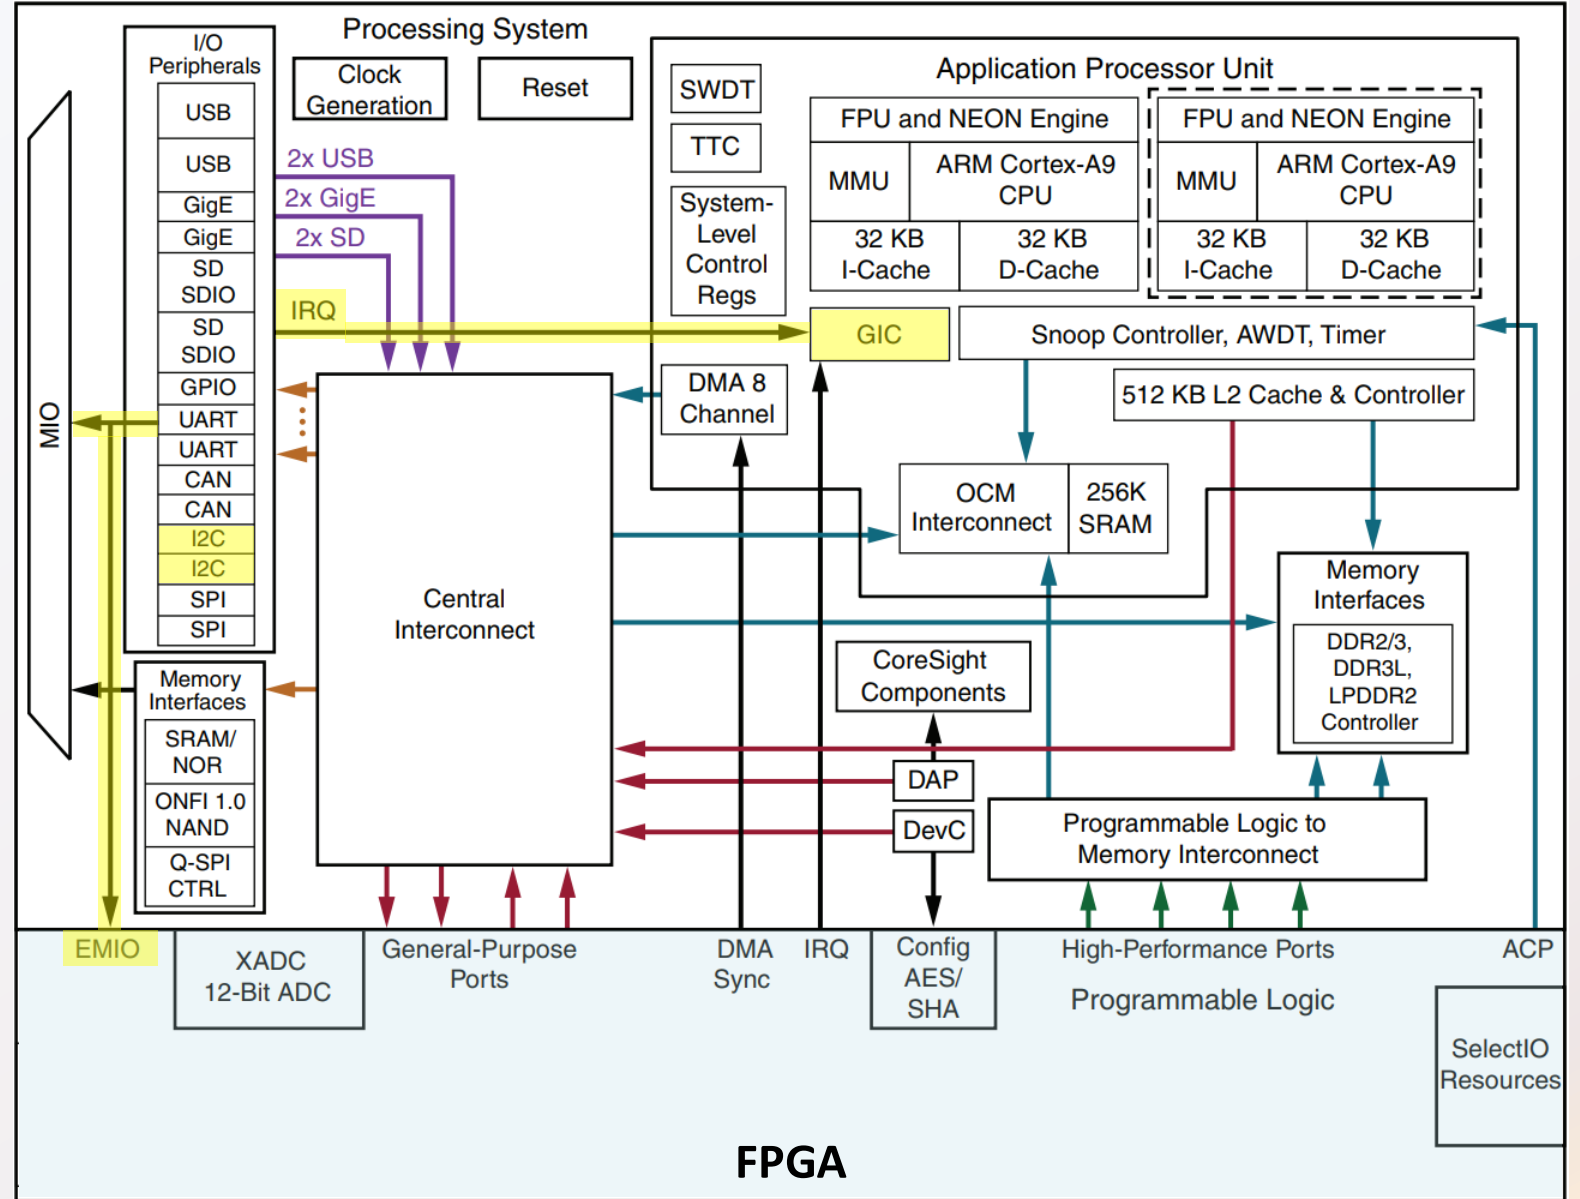 Processing System
I/O
Peripherals
USB
USB
GigE
GigE
SD
SDIO
SD
SDIO
GPIO
UART
UART
CAN
CAN
I2C
I2C
SPI
SPI
MIO
Clock
Generation
Reset
2x USB
2x GigE
2x SD
IRQ
Memory
Interfaces
SRAM/
NOR
ONFI 1.0
NAND
Q-SPI
CTRL
Central
Interconnect
Application Processor Unit
SWDT
TTC
System-
Level
Control
Regs
FPU and NEON Engine
MMU
ARM Cortex-A9
CPU
32 KB
I-Cache
32 KB
D-Cache
FPU and NEON Engine
MMU
ARM Cortex-A9
CPU
32 KB
I-Cache
32 KB
D-Cache
GIC
Snoop Controller, AWDT, Timer
DMA 8
Channel
512 KB L2 Cache & Controller
OCM
Interconnect
256K
SRAM
Memory
Interfaces
DDR2/3,
DDR3L,
LPDDR2
Controller
CoreSight
Components
DAP
DevC
Programmable Logic to
Memory Interconnect
EMIO
XADC
12-Bit ADC
General-Purpose
Ports
DMA
Sync
IRQ
Config
AES/
SHA
High-Performance Ports
ACP
Programmable Logic
SelectIO
Resources
FPGA